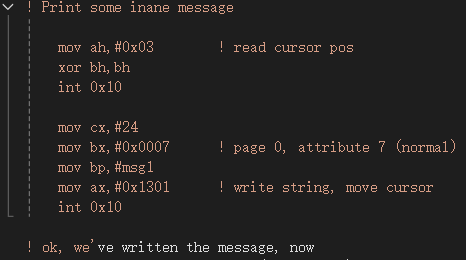 ! Print some inane message
mov ah,#0x03 ! read cursor pos
xor bh,bh
int 0x10
mov cx,#24
mov bx,#0x0007 ! page 0, attribute 7 (normal)
mov bp,#msg1
mov ax,#0x1301 ! write string, move cursor
int 0x10
! ok, we've written the message, now